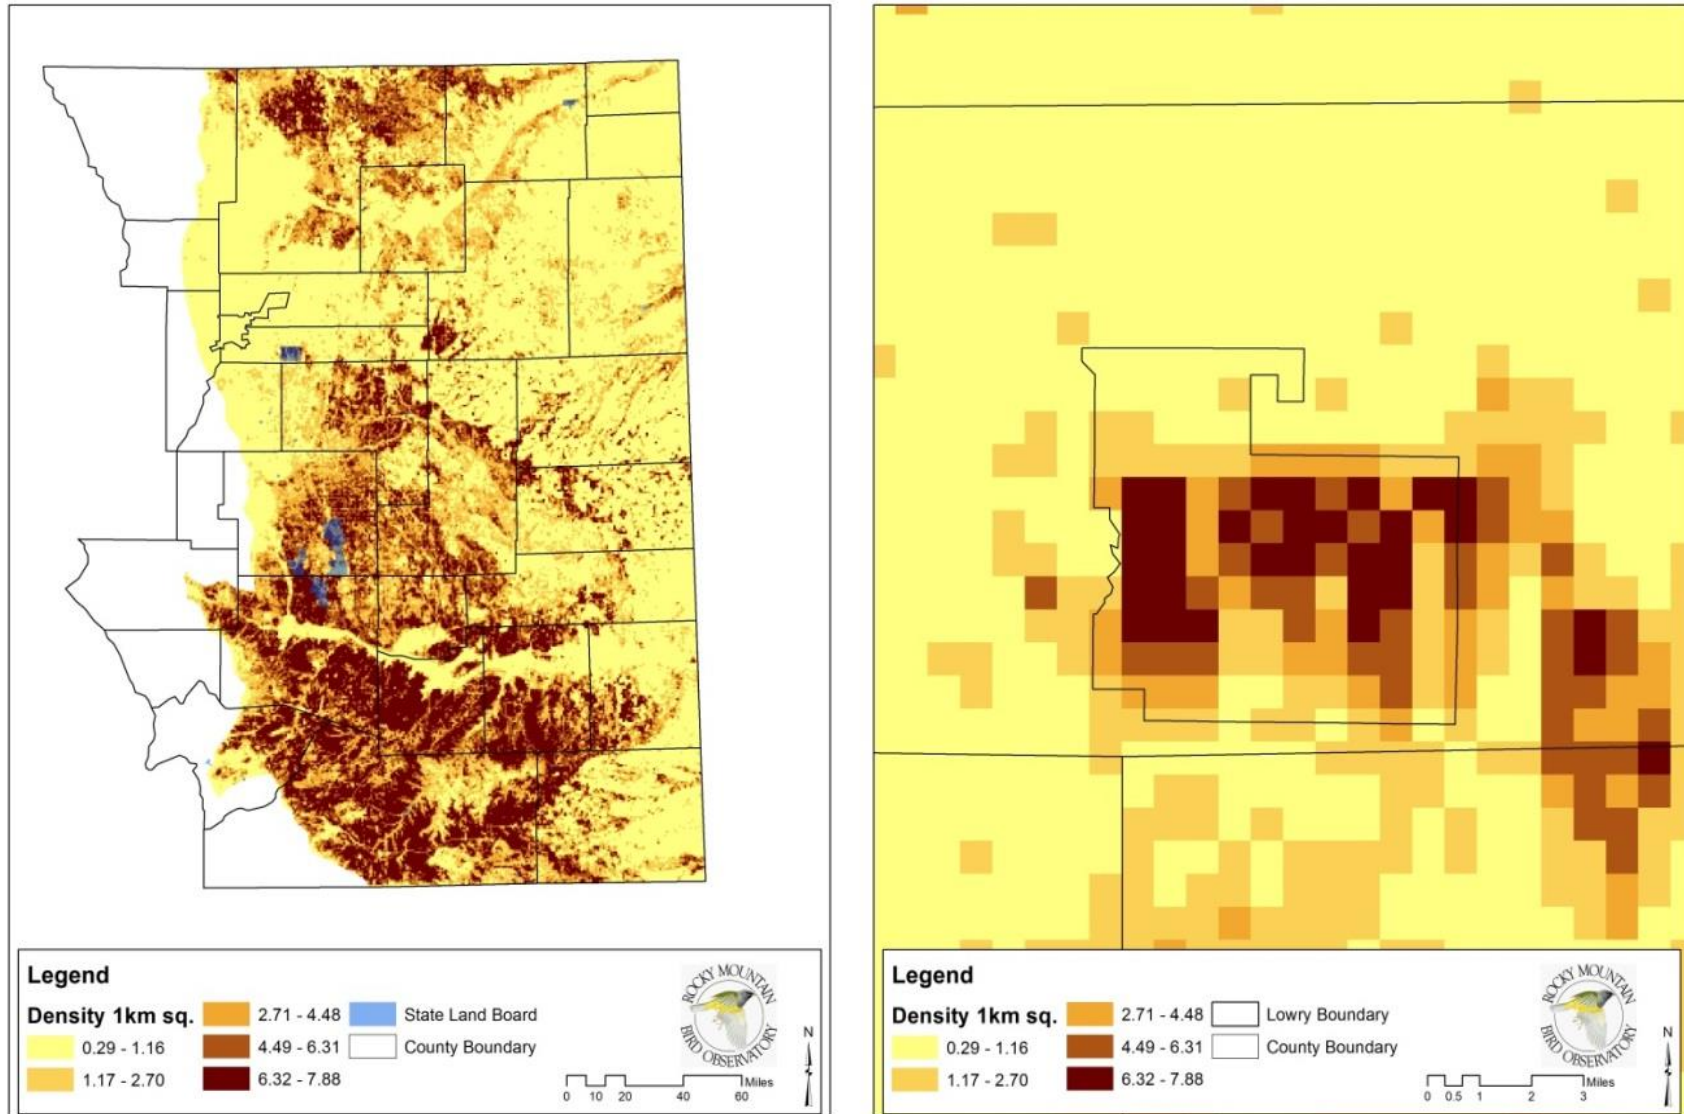 Legend
Density 1km sq.
0.29 - 1.16
1.17 - 2.70
2.71 - 4.48
4.49 - 6.31
6.32 - 7.88
State Land Board
County Boundary
ROCKY MOUNTAIN
BIRD OBSERVATORY
N
Miles
0 10 20 40 60
Legend
Density 1km sq.
0.29 - 1.16
1.17 - 2.70
2.71 - 4.48
4.49 - 6.31
6.32 - 7.88
Lowry Boundary
County Boundary
ROCKY MOUNTAIN
BIRD OBSERVATORY
N
Miles
0 0.5 1 2 3